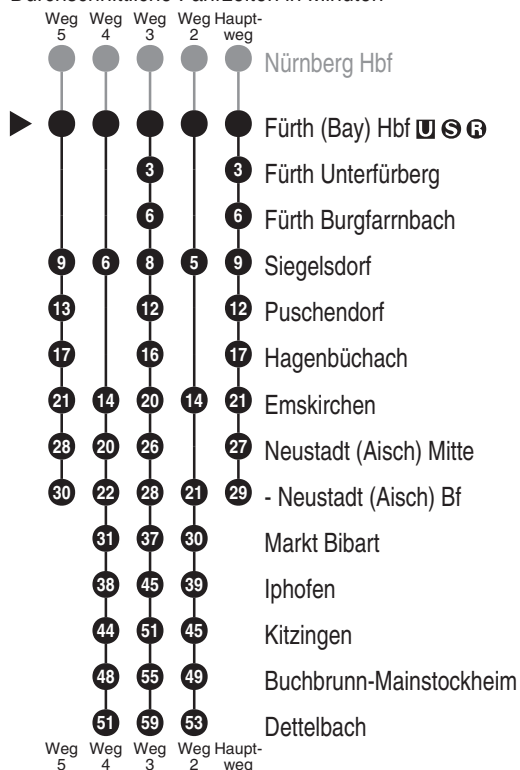 Weg Weg Weg Weg Haupt-
5 4 3 2 weg
Nürnberg Hbf
Fürth (Bay) Hbf U S R
3 3 Fürth Unterfürberg
6 6 Fürth Burgfarrnbach
9 6 8 5 9 Siegelsdorf
13 12 12 Puschendorf
17 16 17 Hagenbüchach
21 14 20 14 21 Emskirchen
28 20 26 27 Neustadt (Aisch) Mitte
30 22 28 21 29 - Neustadt (Aisch) Bf
31 37 30 Markt Bibart
38 45 39 Iphofen
44 51 45 Kitzingen
48 55 49 Buchbrunn-Mainstockheim
51 59 53 Dettelbach
Weg Weg Weg Weg Haupt-
5 4 3 2 weg